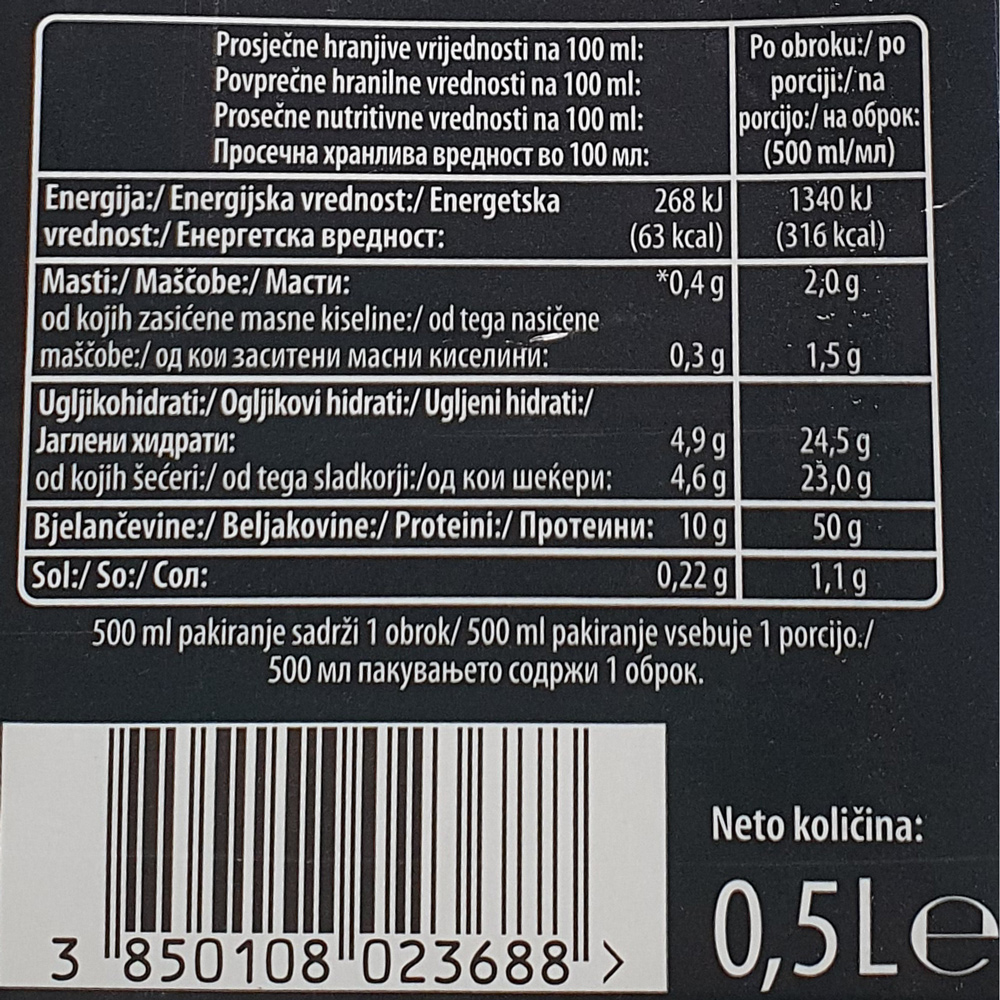 Prosječne hranjive vrijednosti na 100 ml:
Povprečne hranilne vrednosti na 100 ml:
Prosečne nutritivne vrednosti na 100 ml:
Просечна хранлива вредност во 100 мл:
Po obroku:/ po
porciji:/ na
porcijo:/ на оброк:
(500 ml/мл)
Energija:/ Energijska vrednost:/ Energetska 268 kJ 1340 kJ
vrednost:/ Енергетска вредност: (63 kcal) (316 kcal)
Masti:/ Maščobe:/ Масти: *0,4 g 2,0 g
od kojih zasićene masne kiseline:/ od tega nasičene
maščobe:/ од кои заситени масни киселини: 0,3 g 1,5 g
Ugljikohidrati:/ Ogljikovi hidrati:/ Ugljeni hidrati:/
Јаглени хидрати: 4,9 g 24,5 g
od kojih šećeri:/ od tega sladkorji:/од кои шеќери: 4,6 g 23,0 g
Bjelančevine:/ Beljakovine:/ Proteini:/ Протеини: 10 g 50 g
Sol:/ So:/ Сол: 0,22 g 1,1 g
500 ml pakiranje sadrži 1 obrok/ 500 ml pakiranje vsebuje 1 porcijo./
500 мл пакувањето содржи 1 оброк.
Neto količina:
0,5L e
3 850108 023688 >